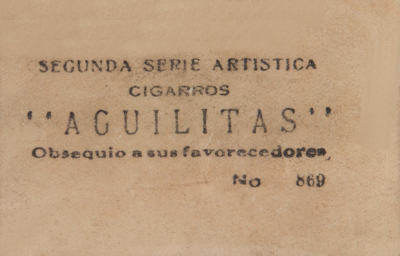 SEGUNDA SERIE ARTISTICA
CIGARROS
"AGUILITAS"
Obsequio a sus favorecedores,
No 869